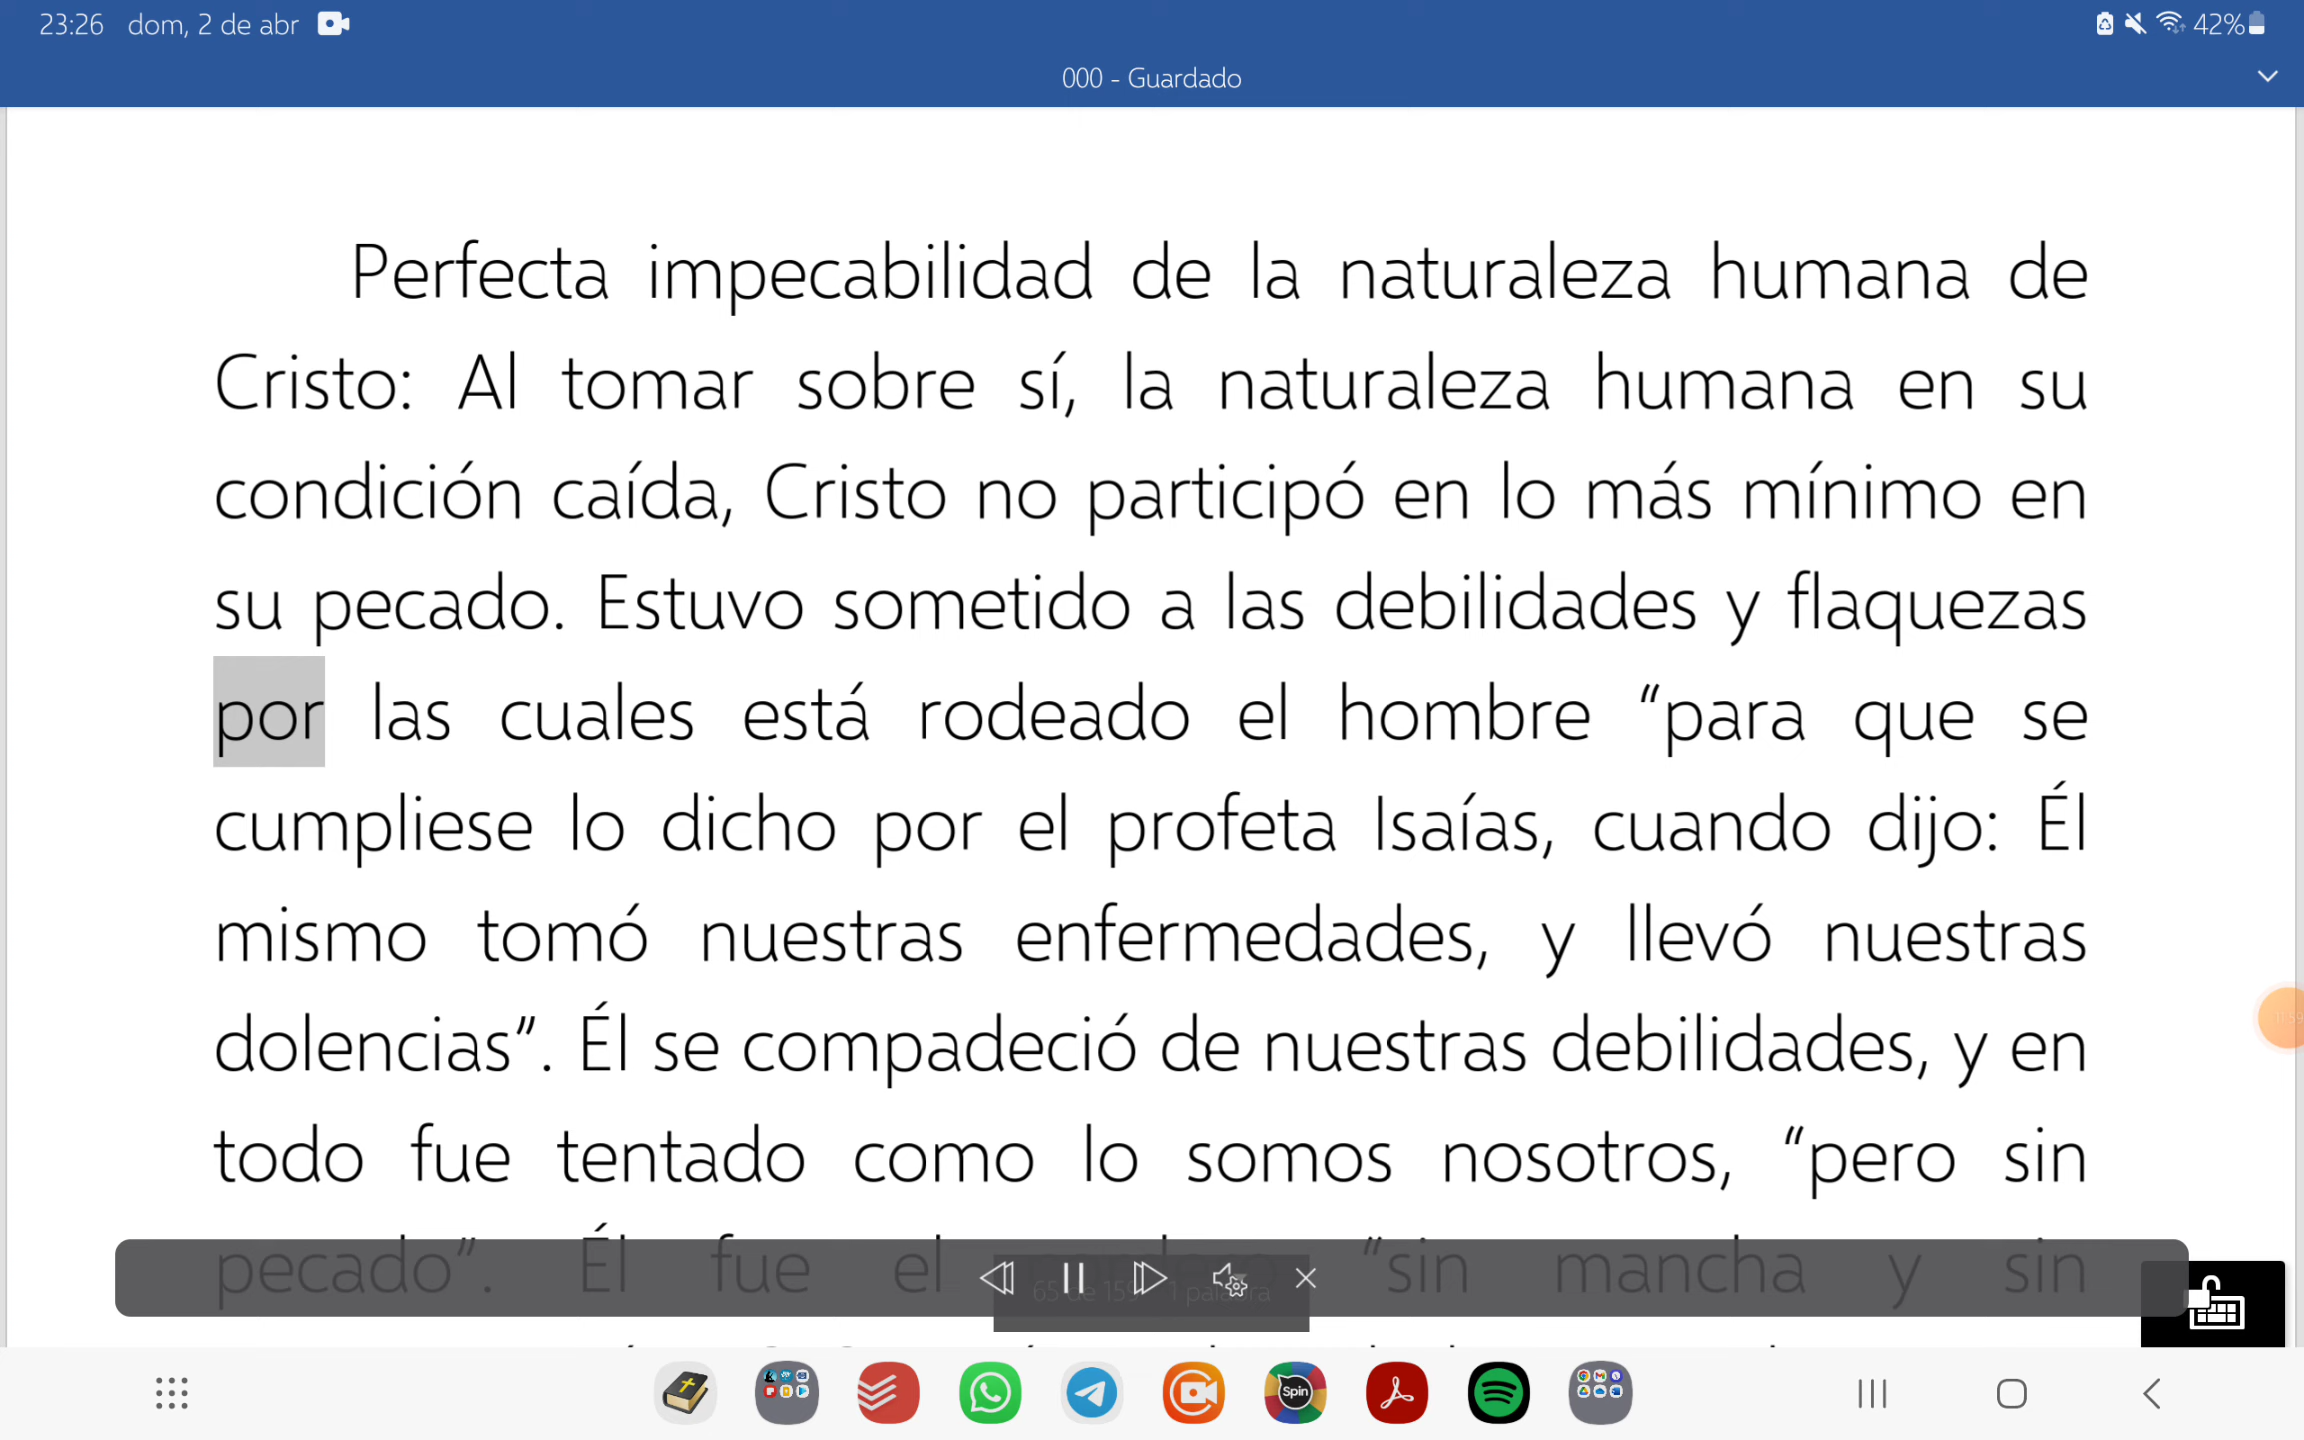 23:26 dom, 2 de abr 42%
000 - Guardado
Perfecta impecabilidad de la naturaleza humana de
Cristo: Al tomar sobre sí, la naturaleza humana en su
condición caída, Cristo no participó en lo más mínimo en
su pecado. Estuvo sometido a las debilidades y flaquezas
por las cuales está rodeado el hombre “para que se
cumpliese lo dicho por el profeta Isaías, cuando dijo: Él
mismo tomó nuestras enfermedades, y llevó nuestras
dolencias”. Él se compadeció de nuestras debilidades, y en
todo fue tentado como lo somos nosotros, “pero sin
pecado”. Él fue el “sin mancha y sin
65 de 159
Spin